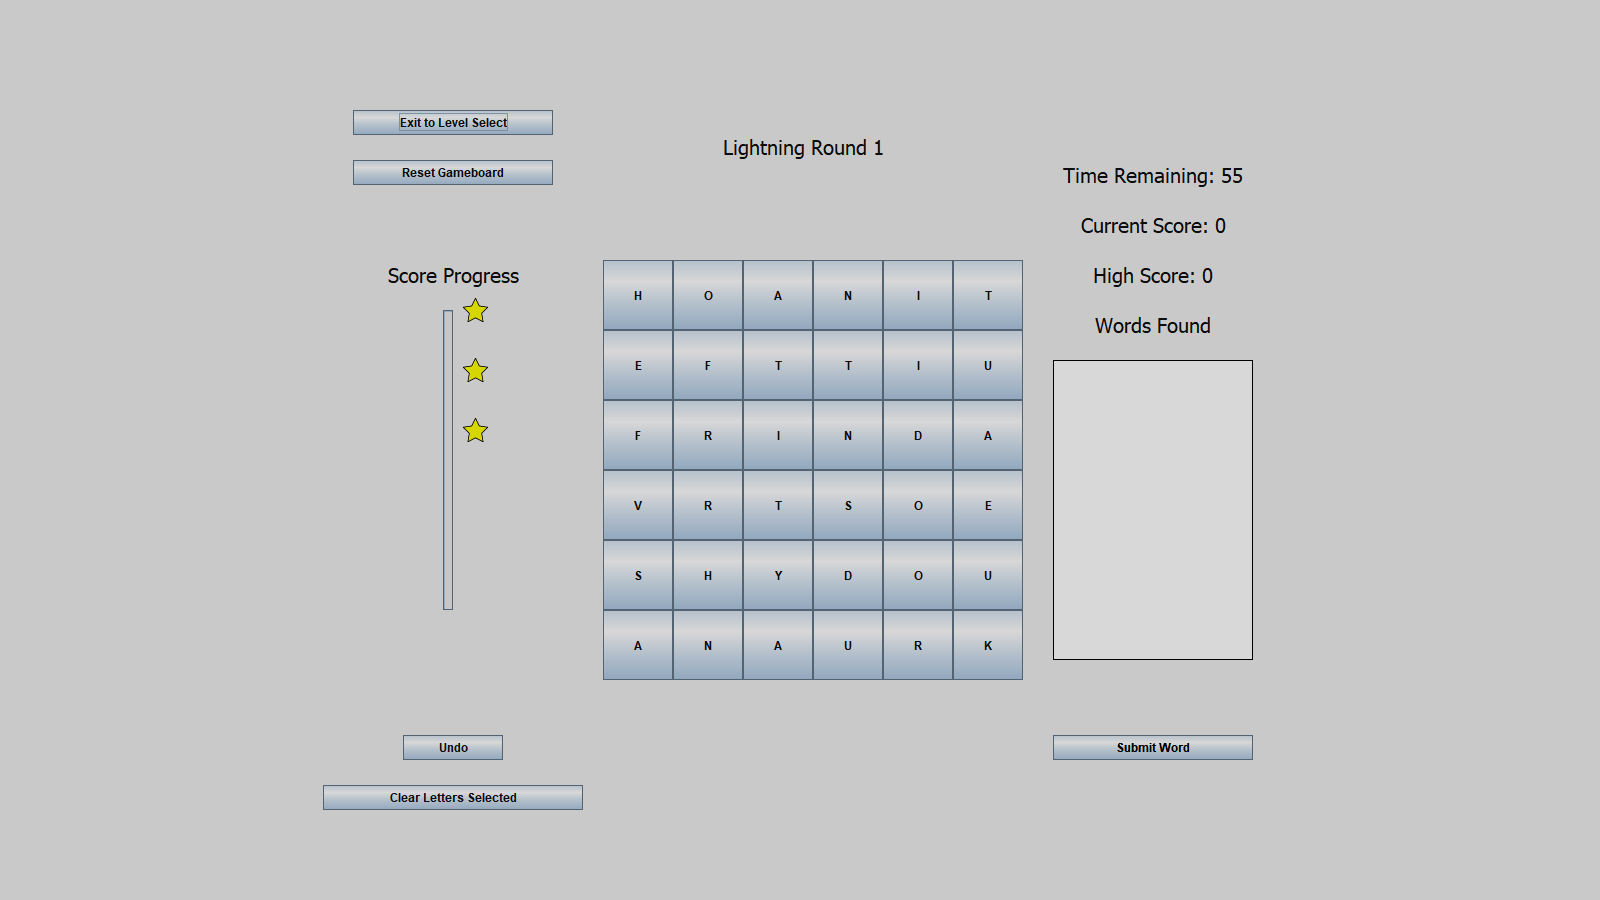 Exit to Level Select
Reset Gameboard
Lightning Round 1
Time Remaining: 55
Current Score: 0
High Score: 0
Words Found
Score Progress
H O A N I T
E F T T I U
F R I N D A
V R T S O E
S H Y D O U
A N A U R K
Undo
Clear Letters Selected
Submit Word